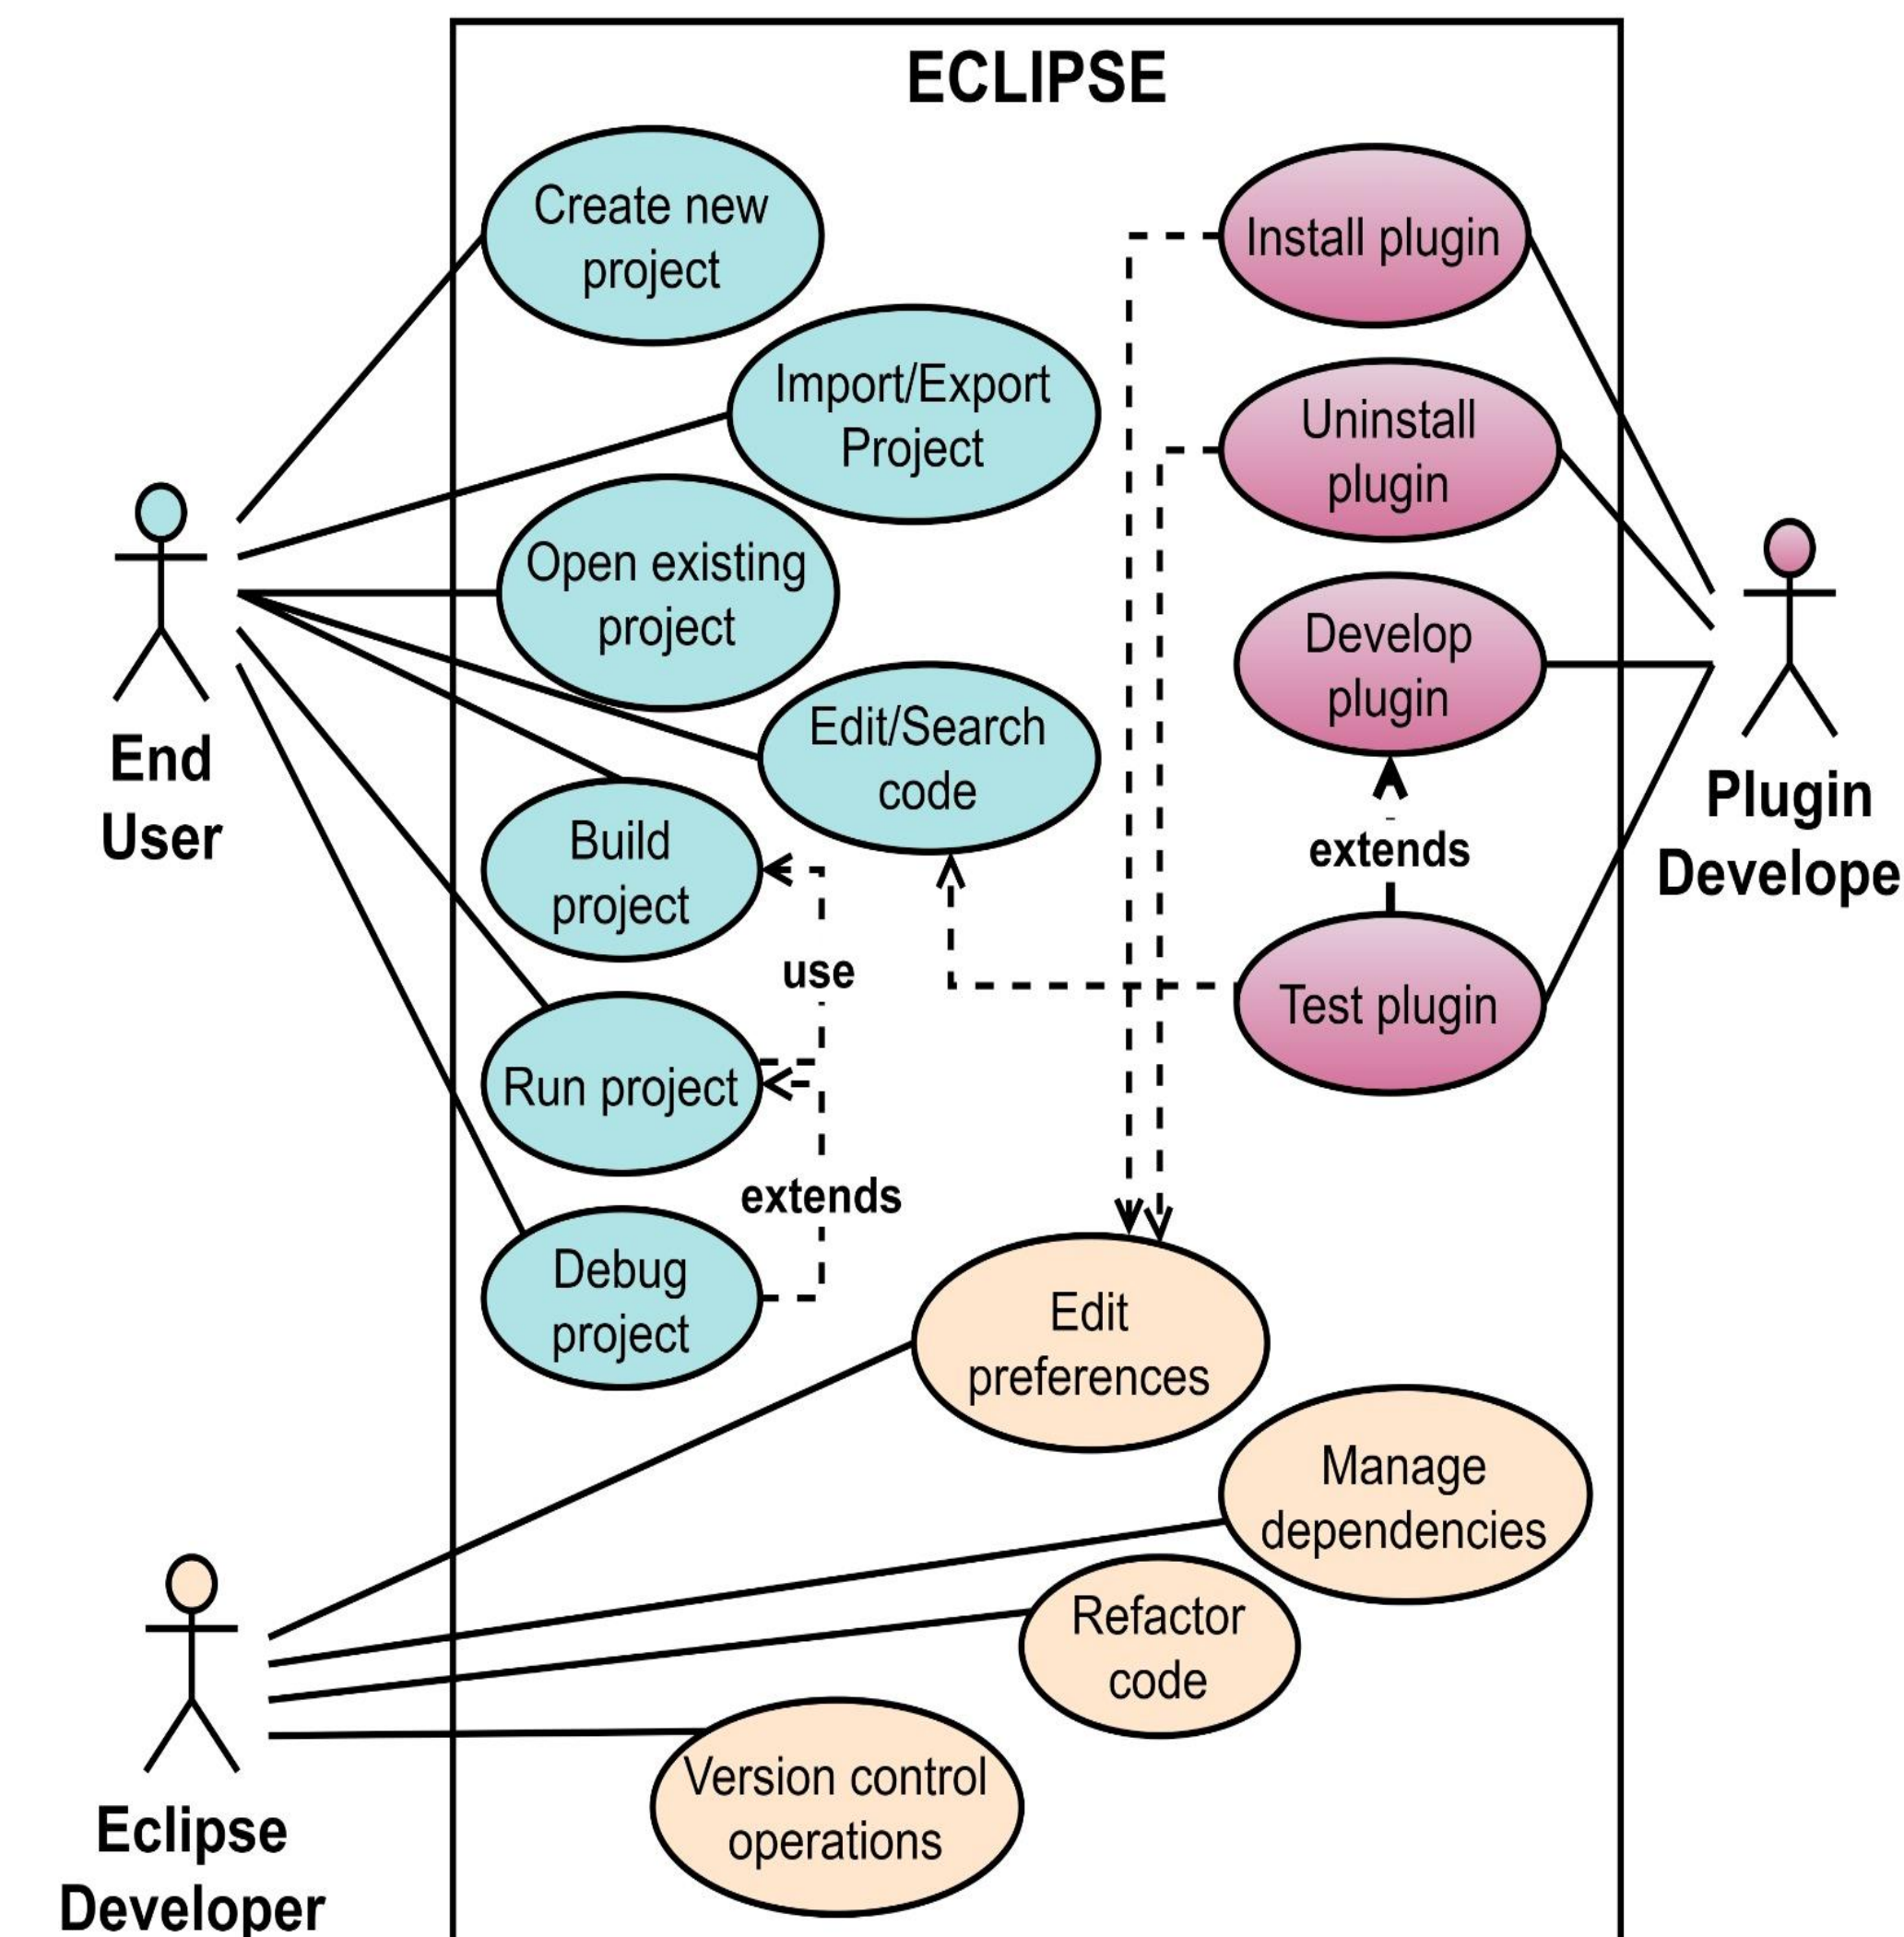 ECLIPSE
Create new
project
Install plugin
Import/Export
Project
Uninstall
plugin
Open existing
project
Develop
plugin
Edit/Search
code
End
User
Plugin
Develope
Build
project
extends
use
Test plugin
Run project
extends
Debug
project
Edit
preferences
Manage
dependencies
Refactor
code
Version control
operations
Eclipse
Developer